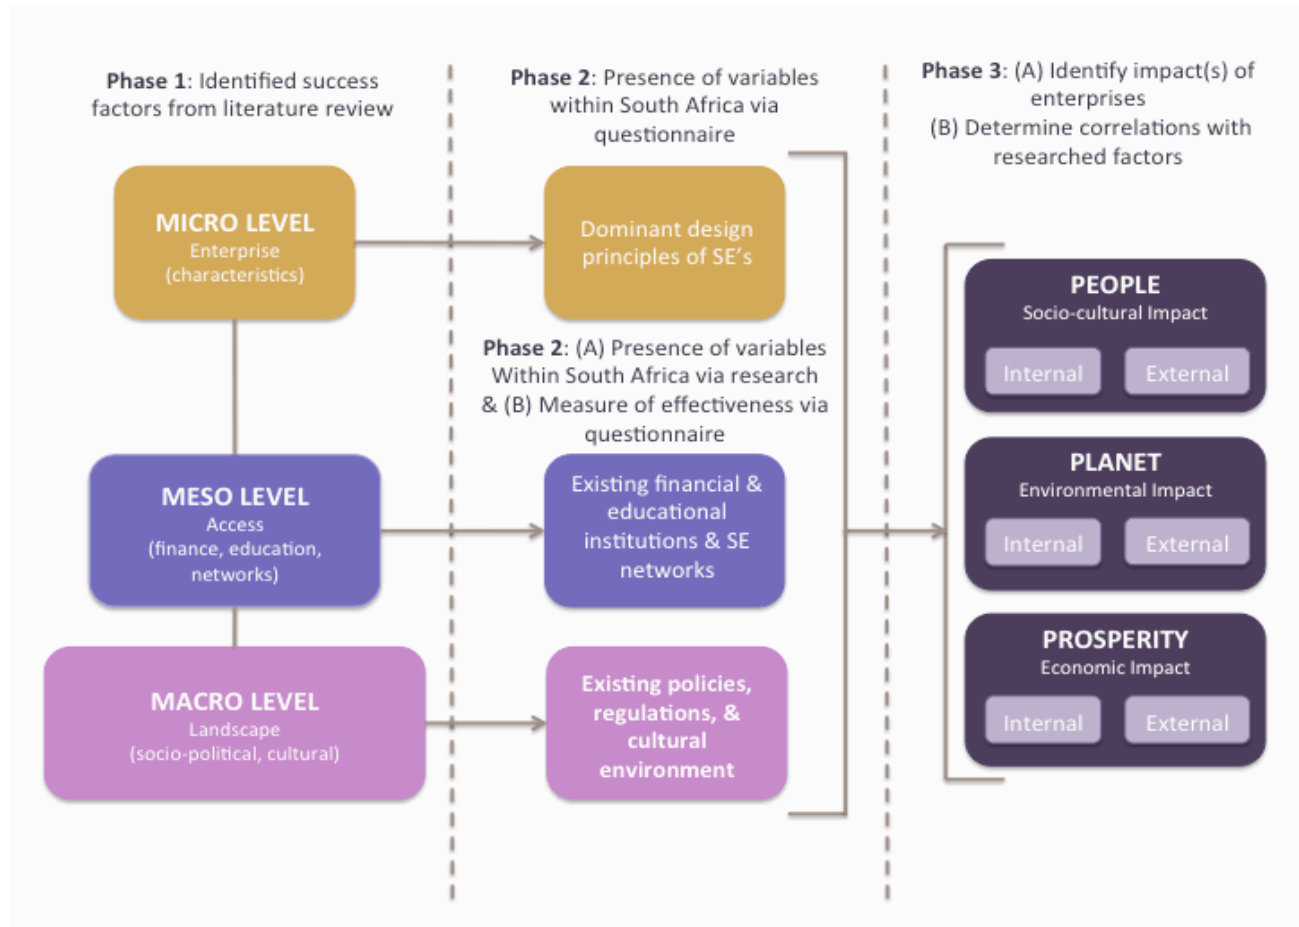 Phase 1: Identified success
factors from literature review
MICRO LEVEL
Enterprise
(characteristics)
MESO LEVEL
Access
(finance, education,
networks)
MACRO LEVEL
Landscape
(socio-political, cultural)
Phase 2: Presence of variables
within South Africa via
questionnaire
Dominant design
principles of SE's
Phase 2: (A) Presence of variables
Within South Africa via research
& (B) Measure of effectiveness via
questionnaire
Existing financial &
educational
institutions & SE
networks
Existing policies,
regulations, &
cultural
environment
Phase 3: (A) Identify impact(s) of
enterprises
(B) Determine correlations with
researched factors
PEOPLE
Socio-cultural Impact
Internal External
PLANET
Environmental Impact
Internal External
PROSPERITY
Economic Impact
Internal External